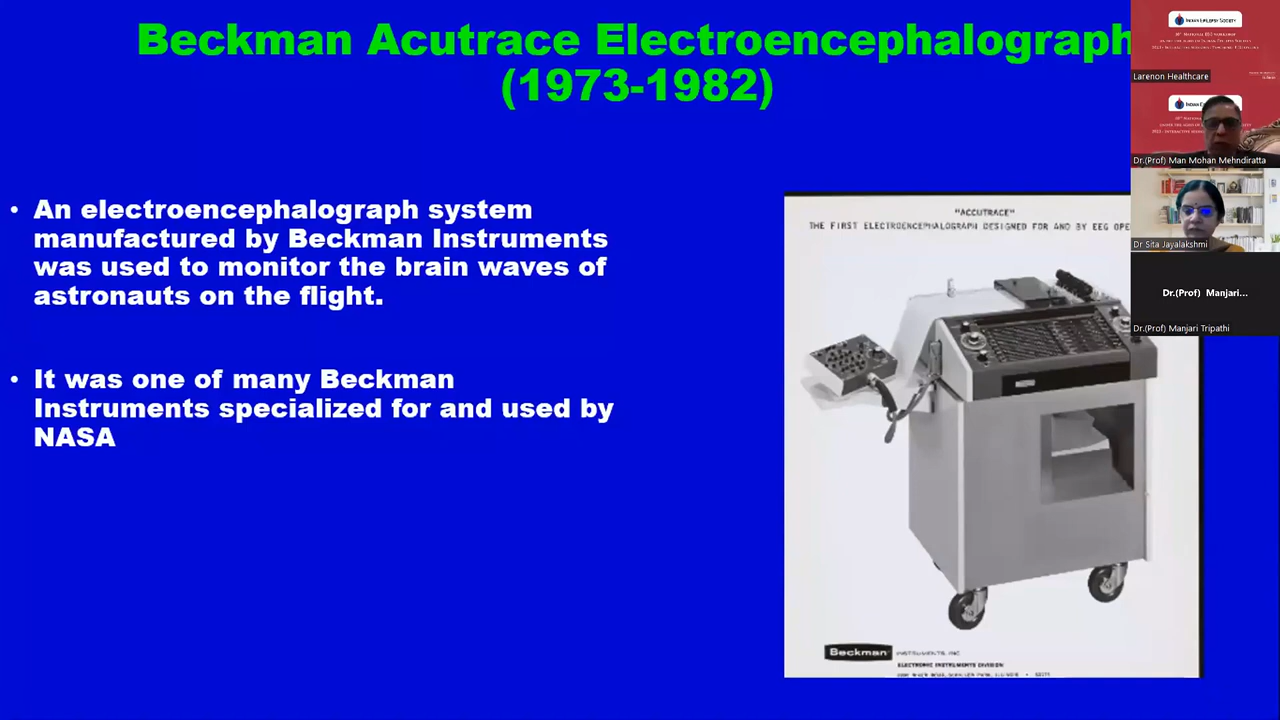 Beckman Acutrace Electroencephalograph
(1973-1982)
• An electroencephalograph system
manufactured by Beckman Instruments
was used to monitor the brain waves of
astronauts on the flight.
• It was one of many Beckman
Instruments specialized for and used by
NASA
"ACCUTRACE"
THE FIRST ELECTROENCEPHALOGRAPH DESIGNED FOR AND BY EEG
Beckman INSTRUMENTS, INC.
ELECTRONIC INSTRUMENTS DIVISION
INDIAN EPILEPSY SOCIETY
Larenon Healthcare
Dr.(Prof) Man Mohan Mehndiratta
Dr Sita Jayalakshmi
Dr.(Prof) Manjari...
Dr.(Prof) Manjari Tripathi